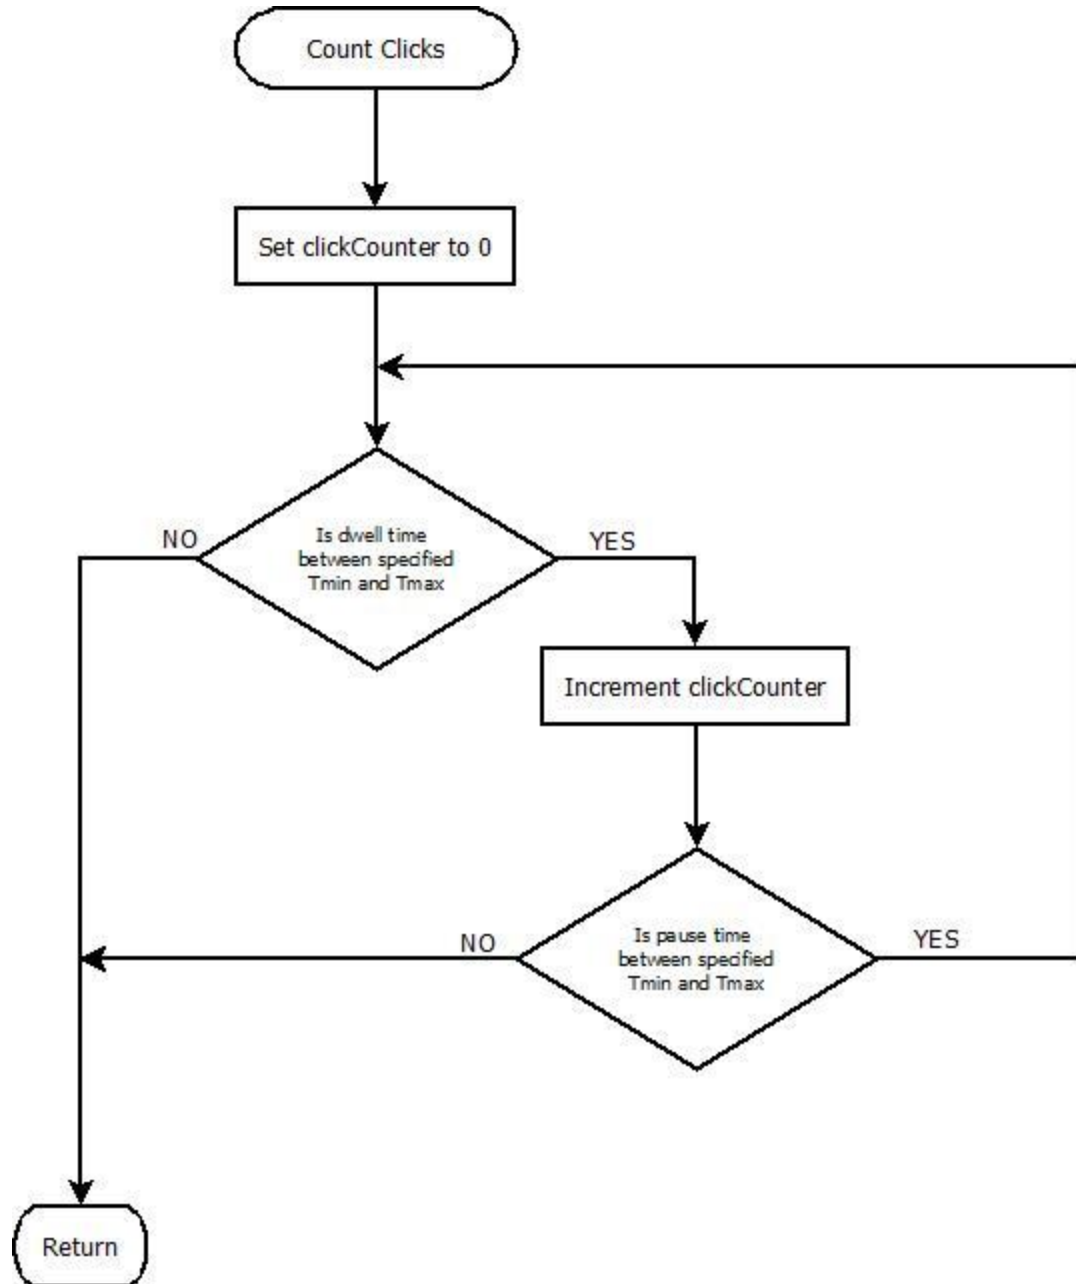 Count Clicks
Set clickCounter to 0
NO
YES
Is dwell time
between specified
Tmin and Tmax
Increment clickCounter
NO
YES
Is pause time
between specified
Tmin and Tmax
Return